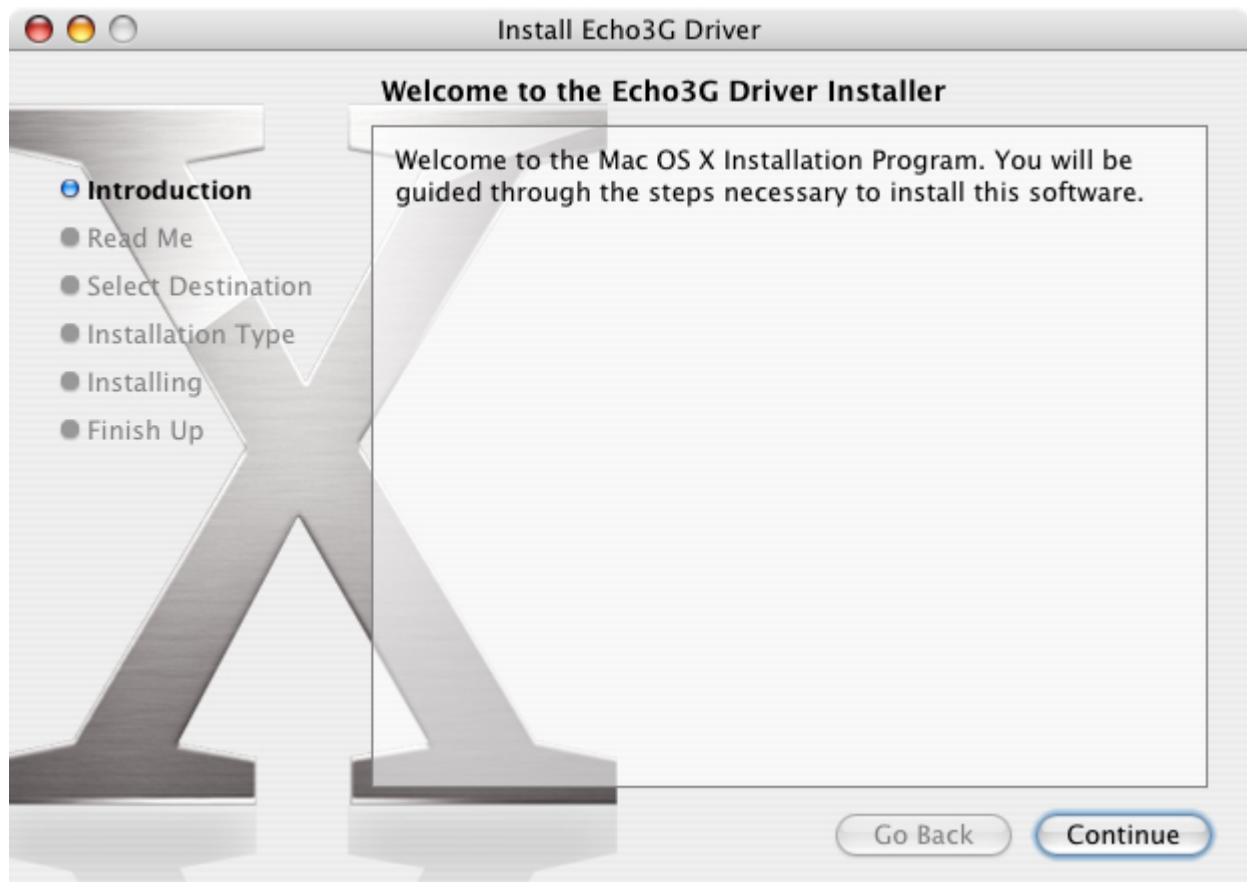 Install Echo3G Driver
Welcome to the Echo3G Driver Installer
Introduction
Read Me
Select Destination
Installation Type
Installing
Finish Up
Welcome to the Mac OS X Installation Program. You will be
guided through the steps necessary to install this software.
Go Back
Continue